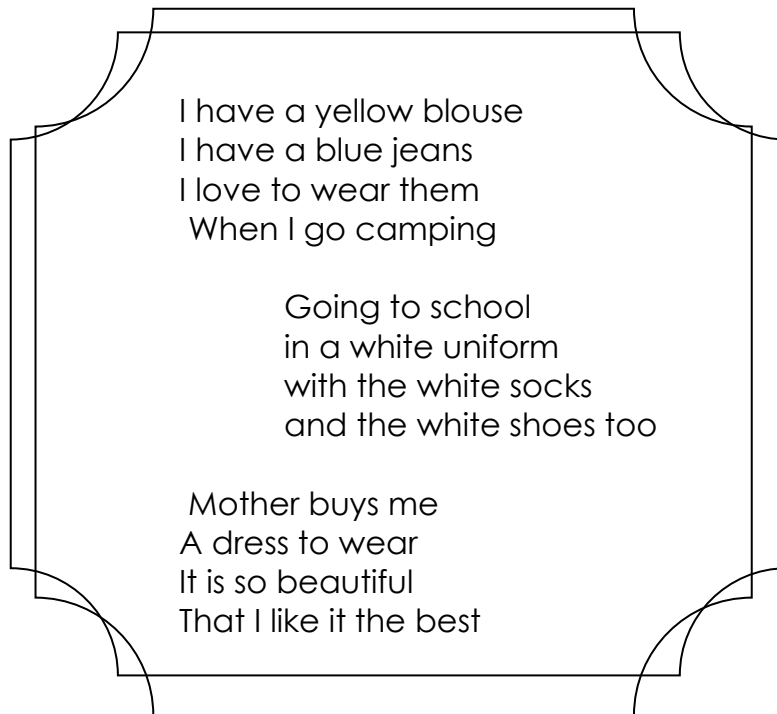 I have a yellow blouse
I have a blue jeans
I love to wear them
When I go camping
Going to school
in a white uniform
with the white socks
and the white shoes too
Mother buys me
A dress to wear
It is so beautiful
That I like it the best